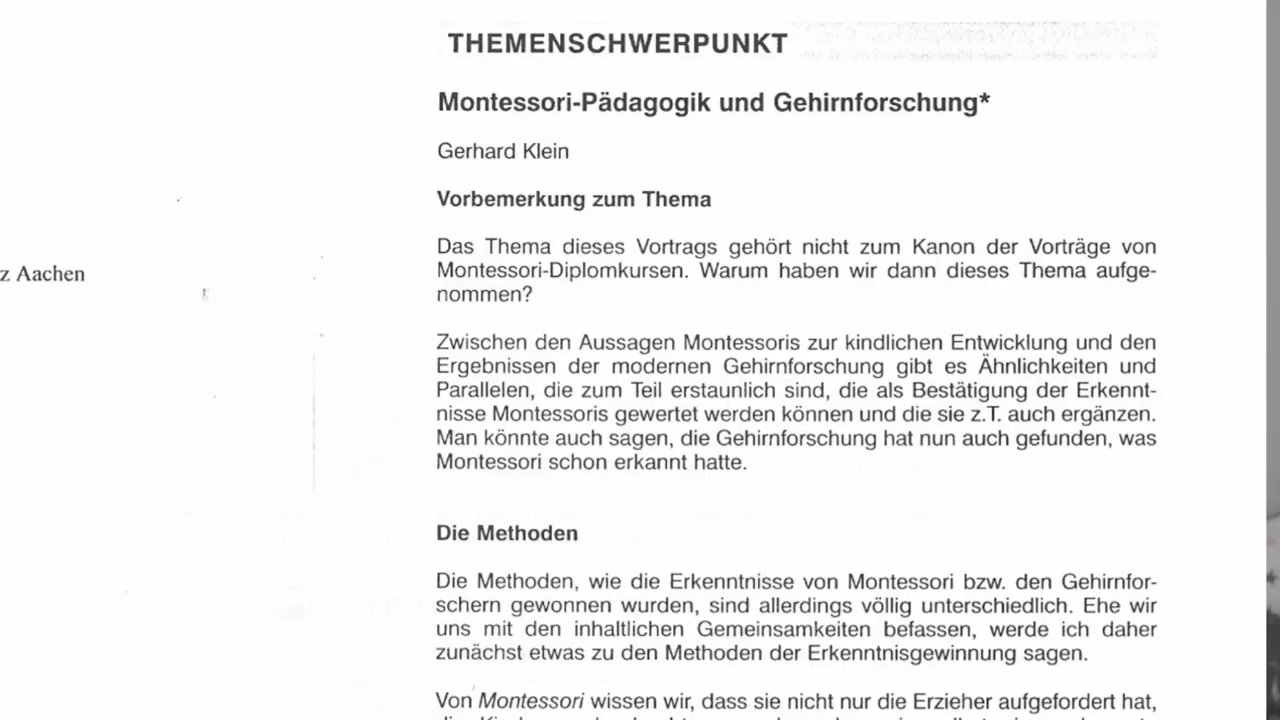 THEMENSCHWERPUNKT
Montessori-Pädagogik und Gehirnforschung*
Gerhard Klein
Vorbemerkung zum Thema
Das Thema dieses Vortrags gehört nicht zum Kanon der Vorträge von
Montessori-Diplomkursen. Warum haben wir dann dieses Thema aufge-
nommen?
z Aachen
Zwischen den Aussagen Montessoris zur kindlichen Entwicklung und den
Ergebnissen der modernen Gehirnforschung gibt es Ähnlichkeiten und
Parallelen, die zum Teil erstaunlich sind, die als Bestätigung der Erkennt-
nisse Montessoris gewertet werden können und die sie z.T. auch ergänzen.
Man könnte auch sagen, die Gehirnforschung hat nun auch gefunden, was
Montessori schon erkannt hatte.
Die Methoden
Die Methoden, wie die Erkenntnisse von Montessori bzw. den Gehirnfor-
schern gewonnen wurden, sind allerdings völlig unterschiedlich. Ehe wir
uns mit den inhaltlichen Gemeinsamkeiten befassen, werde ich daher
zunächst etwas zu den Methoden der Erkenntnisgewinnung sagen.
Von Montessori wissen wir, dass sie nicht nur die Erzieher aufgefordert hat,